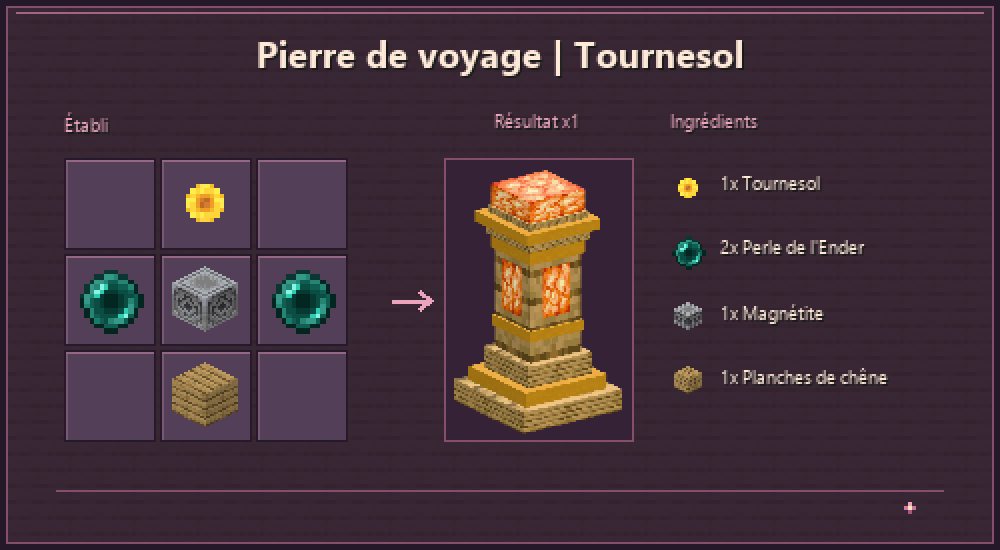 Pierre de voyage | Tournesol
Établi
Résultat x1
Ingrédients
1x Tournesol
2x Perle de l'Ender
1x Magnétite
1x Planches de chêne